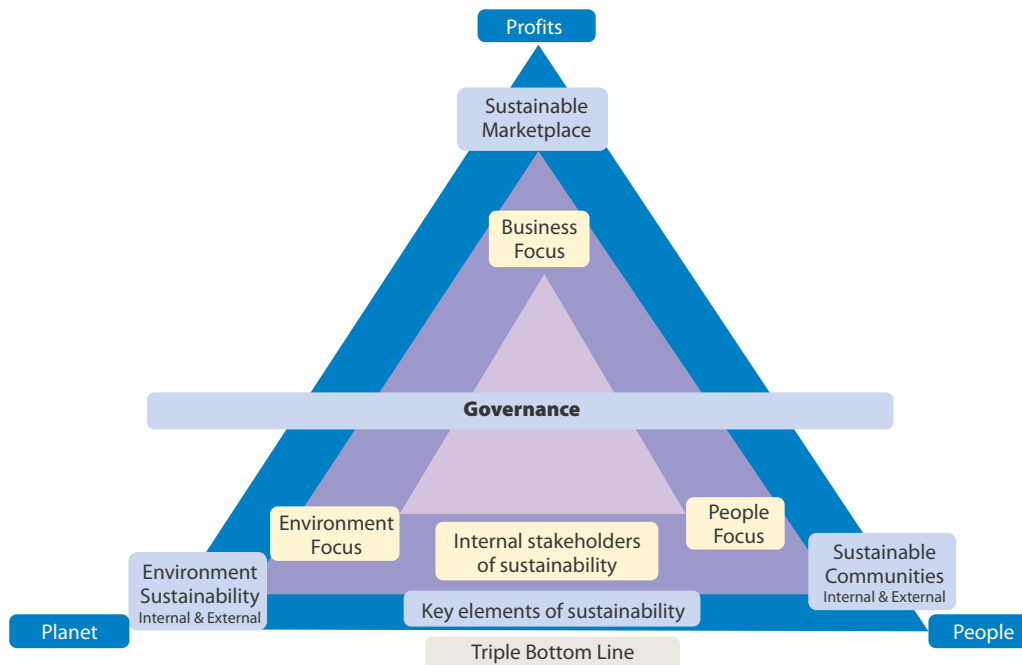 Profits
Sustainable
Marketplace
Business
Focus
Governance
Environment
Focus
People
Focus
Internal stakeholders
of sustainability
Environment
Sustainability
Internal & External
Sustainable
Communities
Internal & External
Key elements of sustainability
Planet
People
Triple Bottom Line